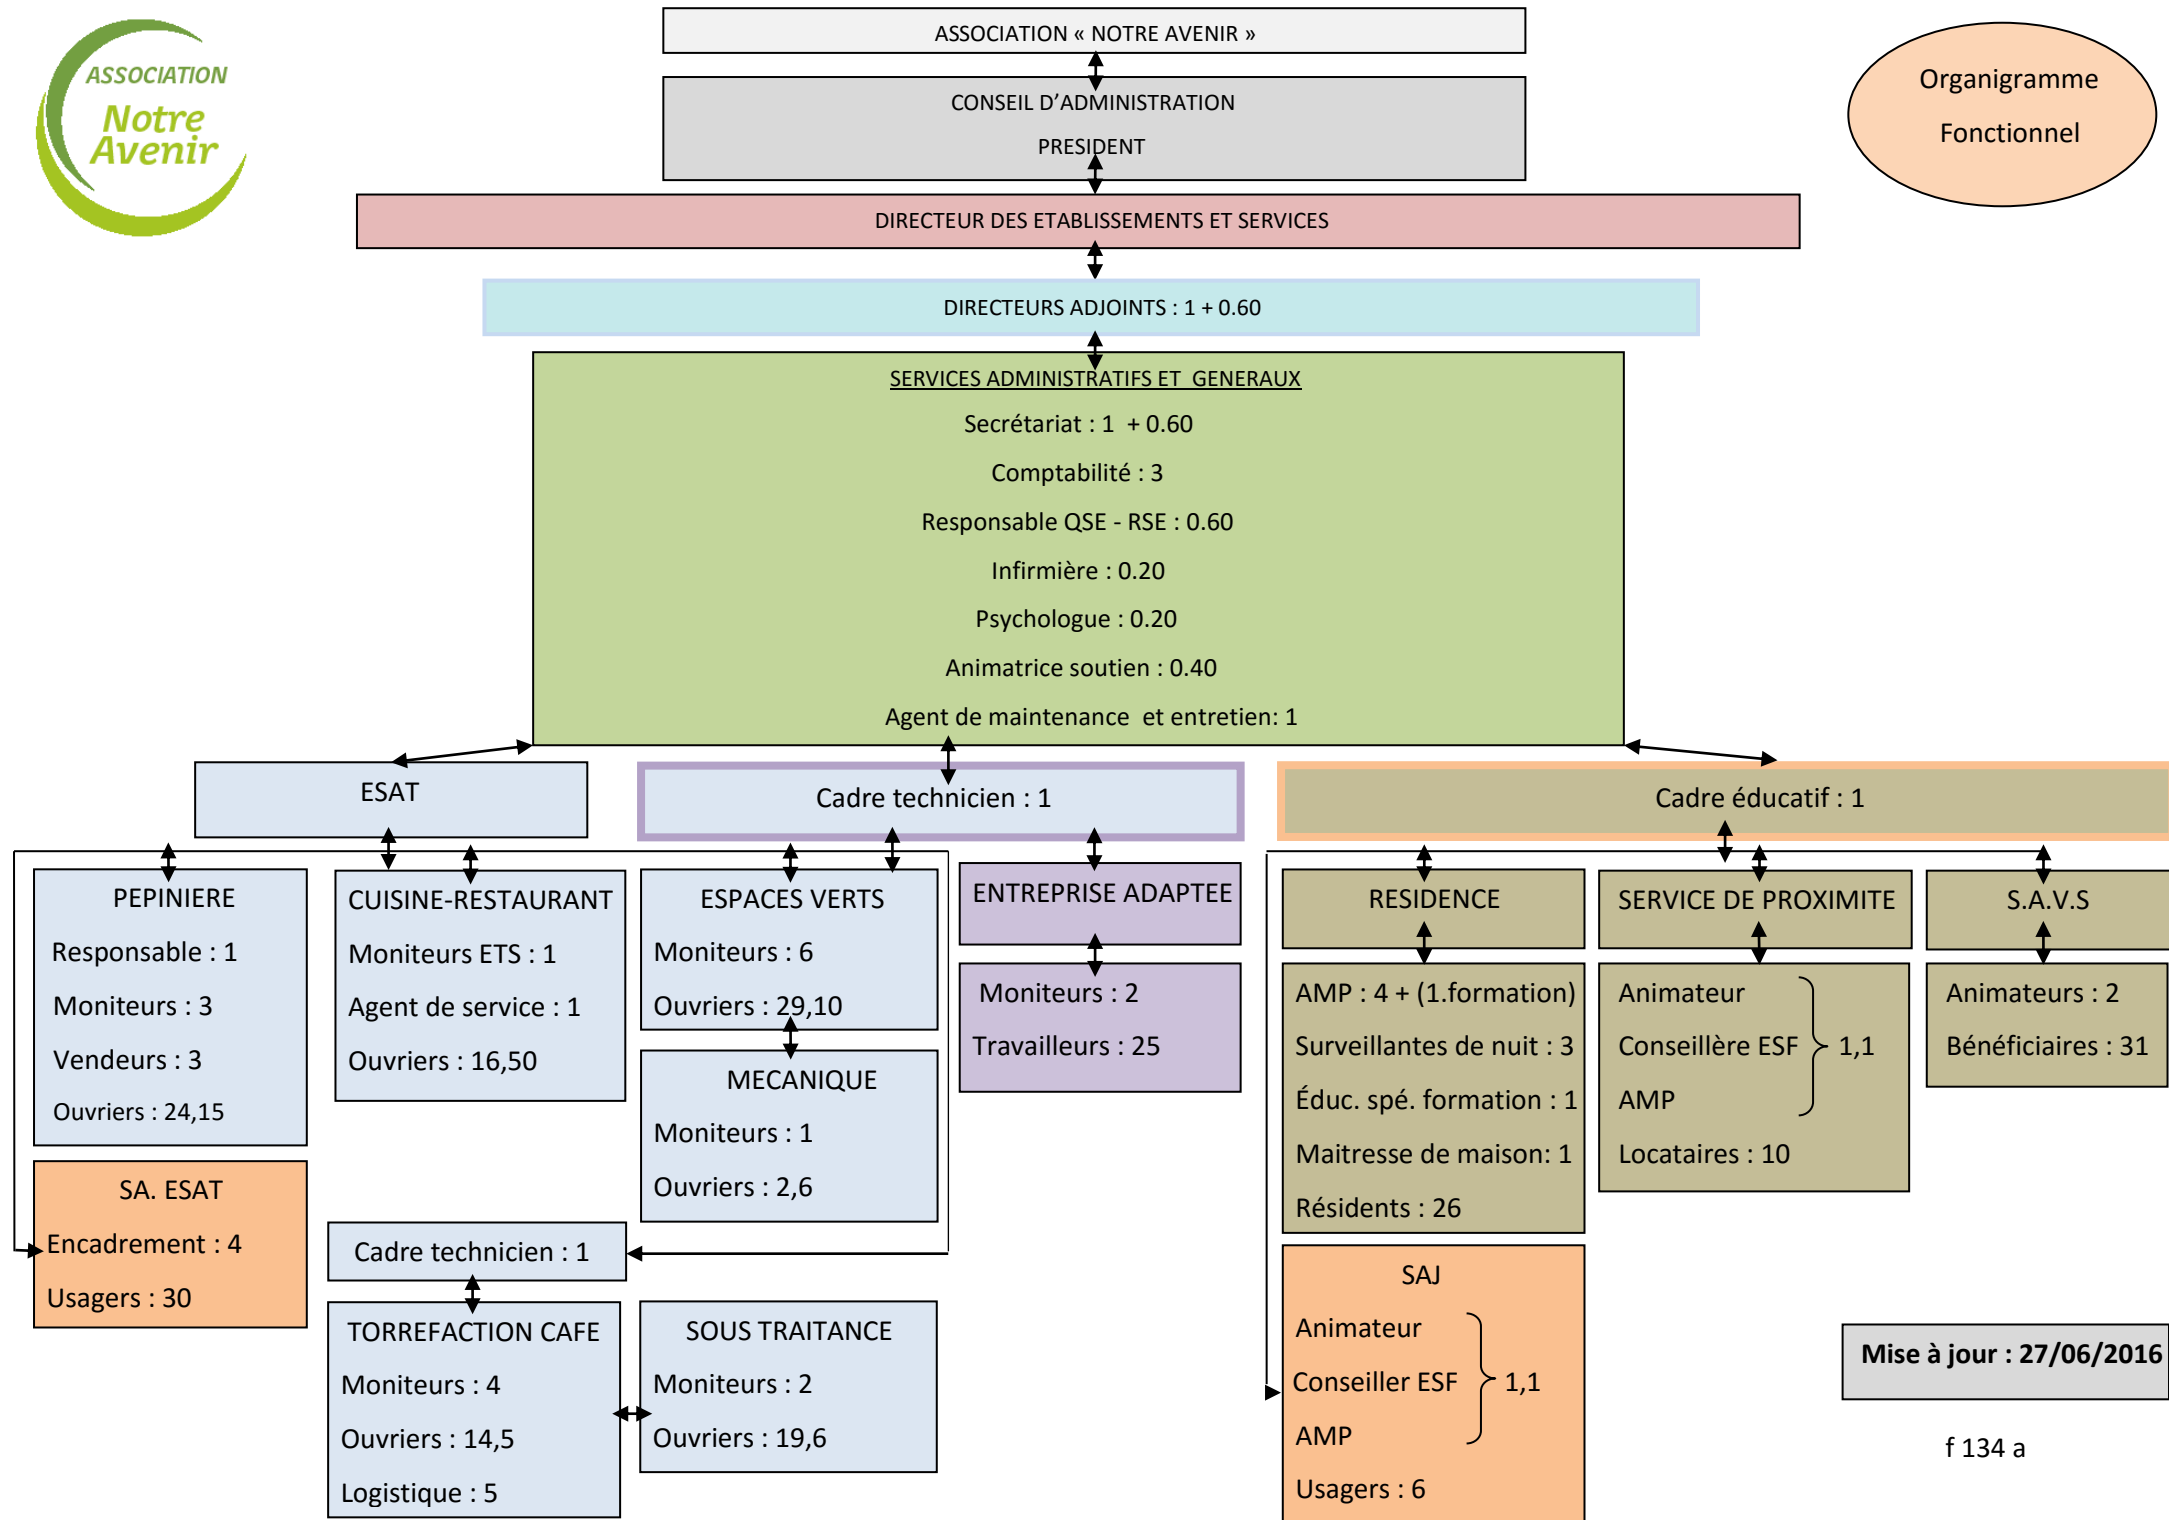 ASSOCIATION
Notre
Avenir
ASSOCIATION « NOTRE AVENIR »
CONSEIL D’ADMINISTRATION
PRESIDENT
Organigramme
Fonctionnel
DIRECTEUR DES ETABLISSEMENTS ET SERVICES
DIRECTEURS ADJOINTS : 1 + 0.60
SERVICES ADMINISTRATIFS ET  GENERAUX
Secrétariat : 1  + 0.60
Comptabilité : 3
Responsable QSE - RSE : 0.60
Infirmière : 0.20
Psychologue : 0.20
Animatrice soutien : 0.40
Agent de maintenance  et entretien: 1
ESAT
Cadre technicien : 1
Cadre éducatif : 1
PEPINIERE
Responsable : 1
Moniteurs : 3
Vendeurs : 3
Ouvriers : 24,15
CUISINE-RESTAURANT
Moniteurs ETS : 1
Agent de service : 1
Ouvriers : 16,50
ESPACES VERTS
Moniteurs : 6
Ouvriers : 29,10
MECANIQUE
Moniteurs : 1
Ouvriers : 2,6
ENTREPRISE ADAPTEE
Moniteurs : 2
Travailleurs : 25
RESIDENCE
AMP : 4 + (1.formation)
Surveillantes de nuit : 3
Éduc. spé. formation : 1
Maitresse de maison: 1
Résidents : 26
SERVICE DE PROXIMITE
Animateur
Conseillère ESF
1,1
AMP
Locataires : 10
S.A.V.S
Animateurs : 2
Bénéficiaires : 31
SA. ESAT
Encadrement : 4
Usagers : 30
Cadre technicien : 1
TORREFACTION CAFE
Moniteurs : 4
Ouvriers : 14,5
Logistique : 5
SOUS TRAITANCE
Moniteurs : 2
Ouvriers : 19,6
SAJ
Animateur
Conseiller ESF
1,1
AMP
Usagers : 6
Mise à jour : 27/06/2016
f 134 a